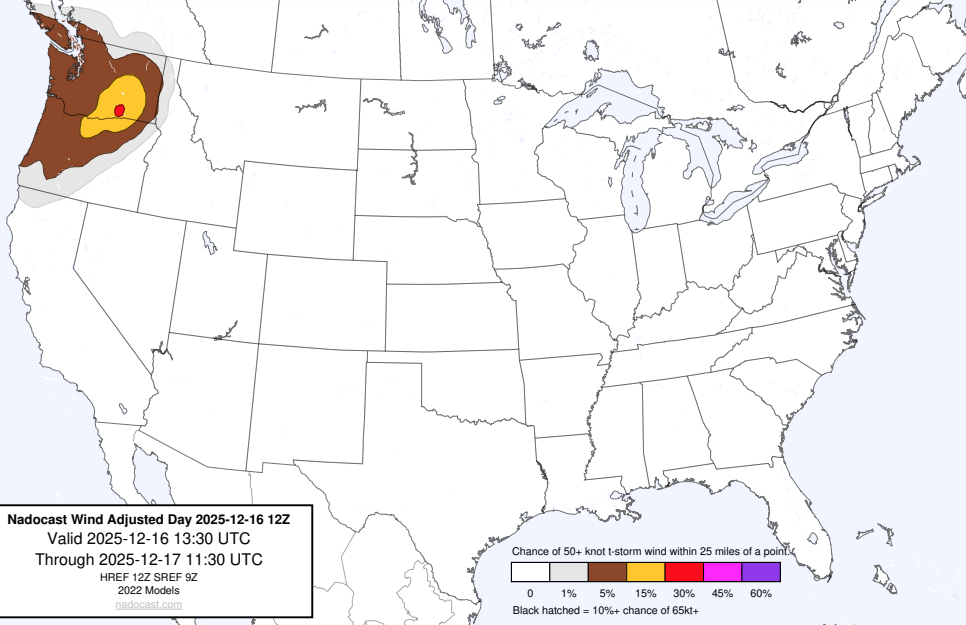 Nadocast Wind Adjusted Day 2025-12-16 12Z
Valid 2025-12-16 13:30 UTC
Through 2025-12-17 11:30 UTC
HREF 12Z SREF 9Z
2022 Models
nadocast.com
Chance of 50+ knot t-storm wind within 25 miles of a point.
0 1% 5% 15% 30% 45% 60%
Black hatched = 10%+ chance of 65kt+